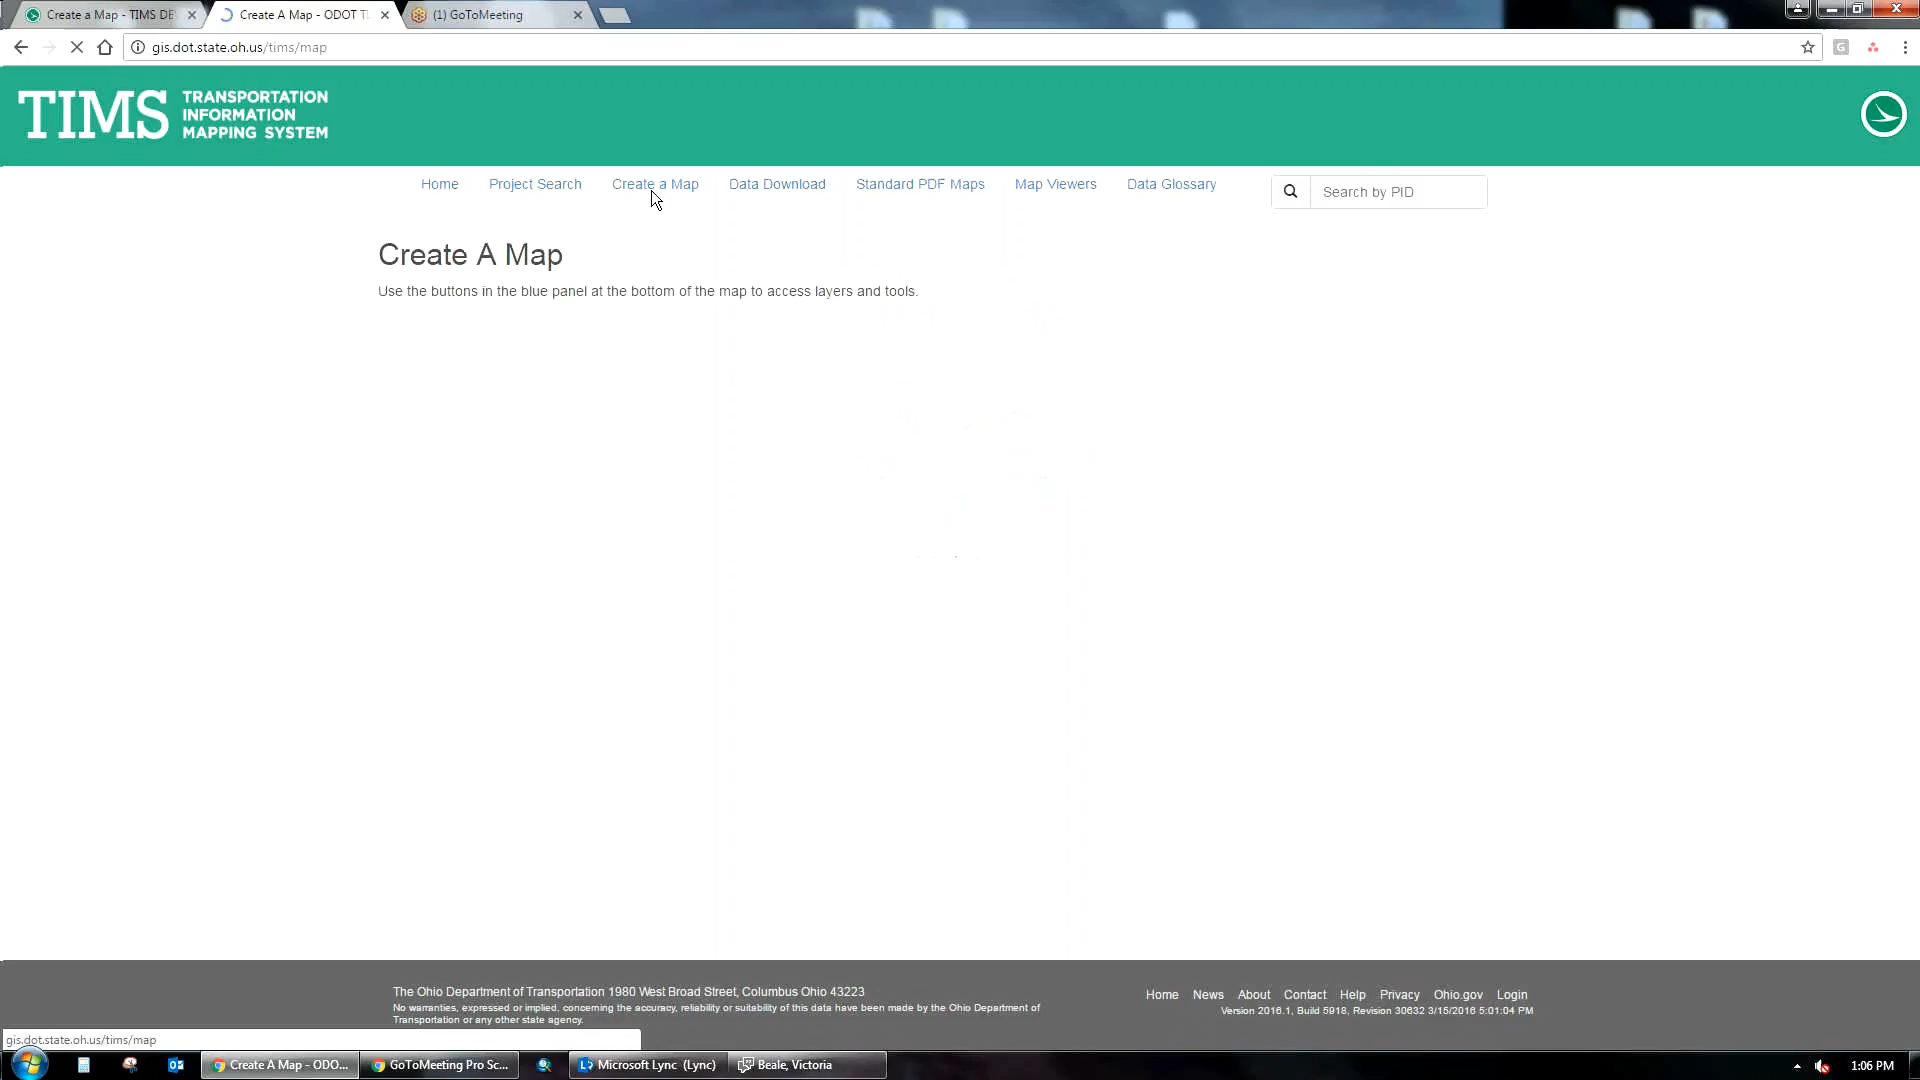 Create a Map - TIMS DE
Create A Map - ODOT TI
(1) GoToMeeting
gis.dot.state.oh.us/tims/map
G
TIMS
TRANSPORTATION
INFORMATION
MAPPING SYSTEM
Home
Project Search
Create a Map
Data Download
Standard PDF Maps
Map Viewers
Data Glossary
Search by PID
Create A Map
Use the buttons in the blue panel at the bottom of the map to access layers and tools.
The Ohio Department of Transportation 1980 West Broad Street, Columbus Ohio 43223
No warranties, expressed or implied, concerning the accuracy, reliability or suitability of this data have been made by the Ohio Department of
Transportation or any other state agency.
Home News About Contact Help Privacy Ohio.gov Login
Version 2016.1, Build 5918, Revision 30632 3/15/2016 5:01:04 PM
gis.dot.state.oh.us/tims/map
Create A Map - ODO...
GoToMeeting Pro Sc...
Microsoft Lync (Lync)
Beale, Victoria
1:06 PM